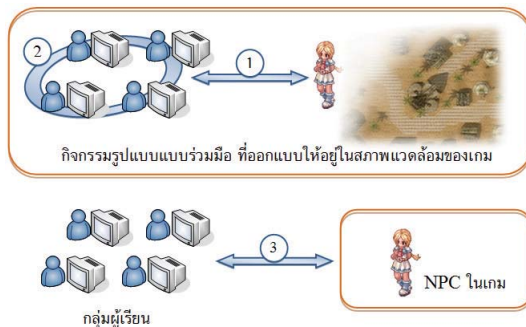 2
1
กิจกรรมรูปแบบแบบร่วมมือ ที่ออกแบบให้อยู่ในสภาพแวดล้อมของเกม
3
NPC ในเกม
กลุ่มผู้เรียน